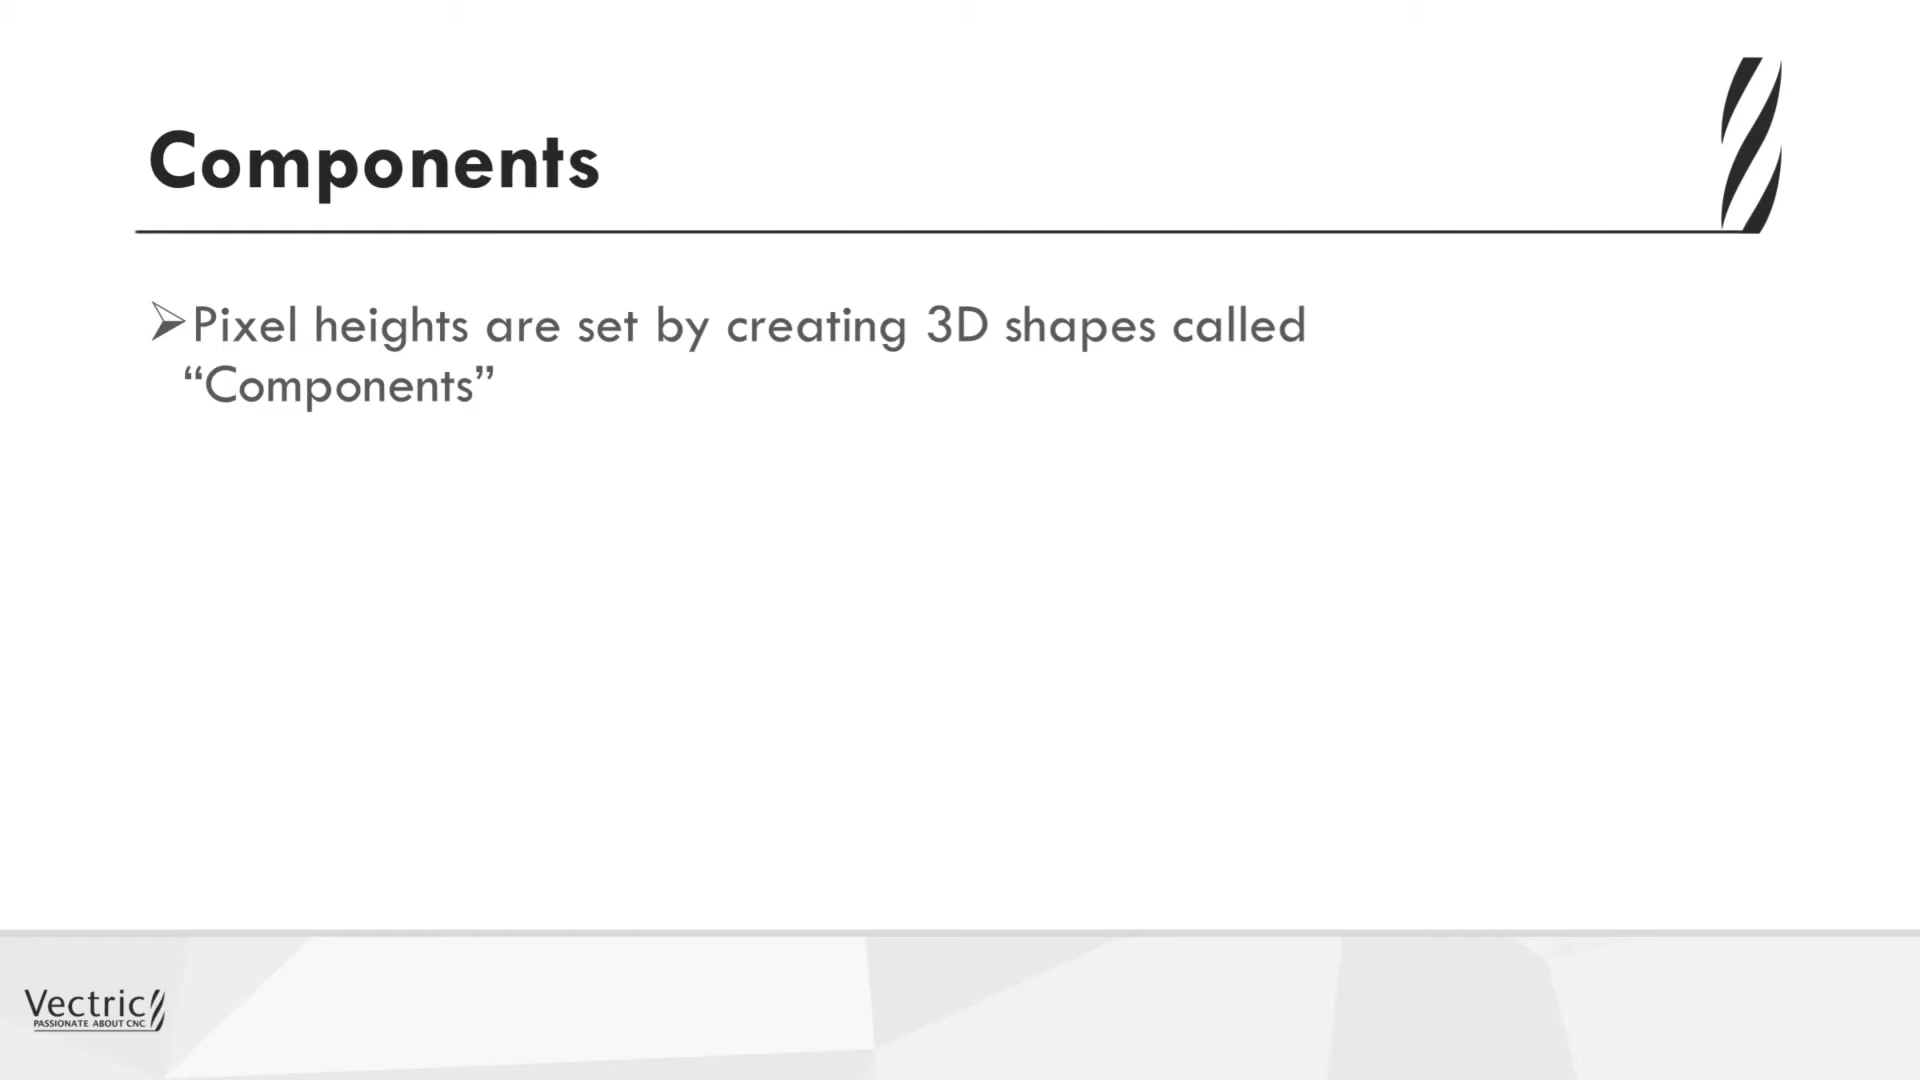 Components
➢Pixel heights are set by creating 3D shapes called
“Components”
Vectric
PASSIONATE ABOUT CNC